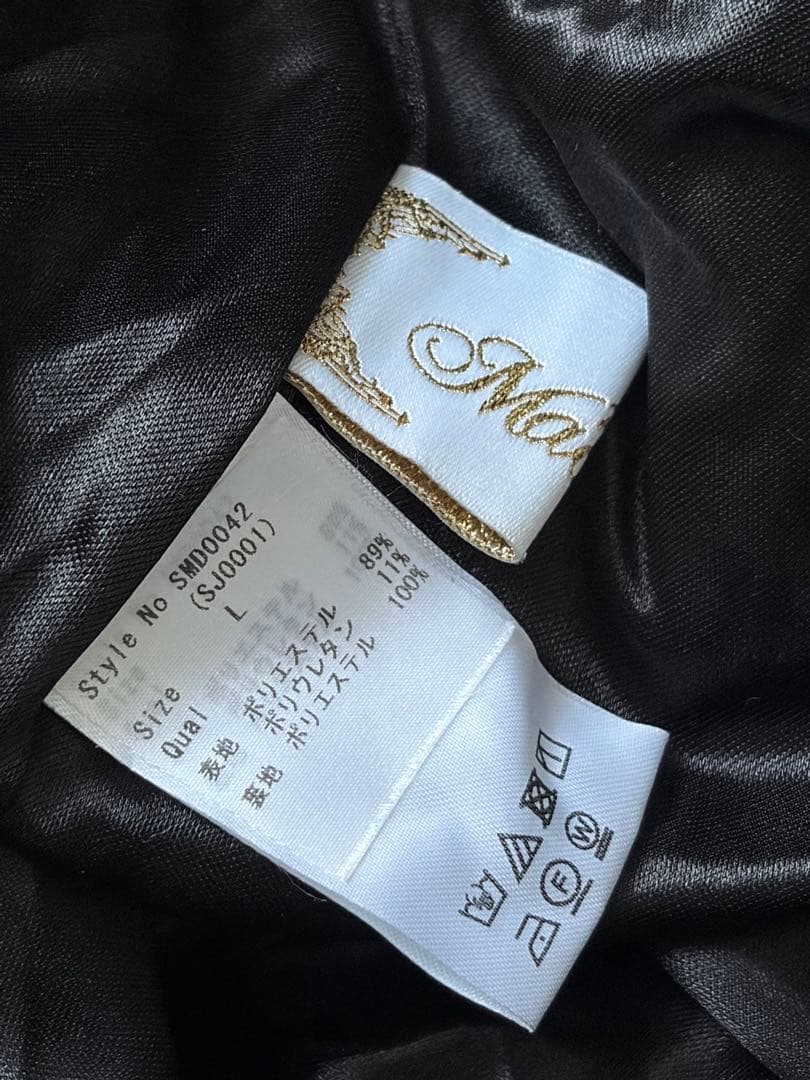 Style No SMD0042
(SJ0001)
Size L
Qual
表地 ポリエステル 89%
ポリウレタン 11%
裏地 ポリエステル 100%
F
W